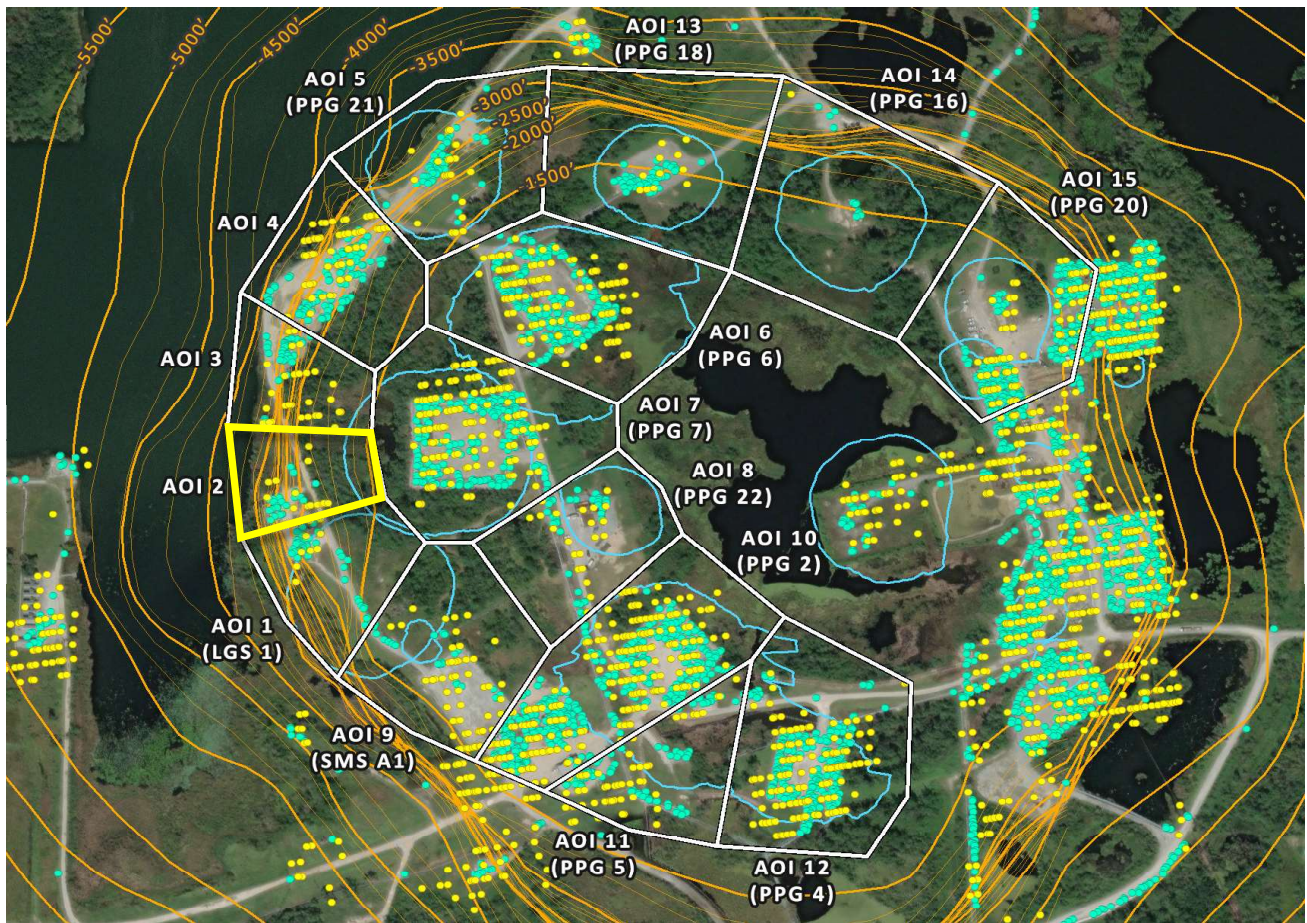 -5500'
-5000'
-4500'
-4000'
-3500'
-3000'
-2500'
-2000'
-1500'
AOI 13
(PPG 18)
AOI 5
(PPG 21)
AOI 14
(PPG 16)
AOI 15
(PPG 20)
AOI 4
AOI 3
AOI 6
(PPG 6)
AOI 7
(PPG 7)
AOI 2
AOI 8
(PPG 22)
AOI 10
(PPG 2)
AOI 1
(LGS 1)
AOI 9
(SMS A1)
AOI 11
(PPG 5)
AOI 12
(PPG 4)